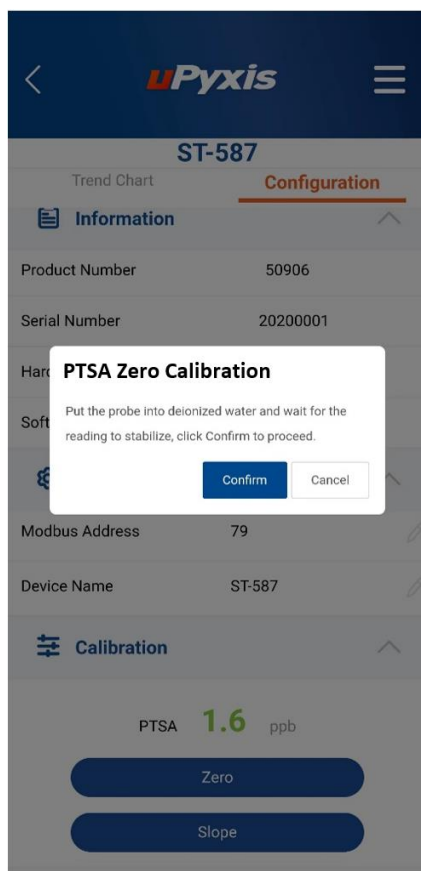 uPyxis
ST-587
Trend Chart Configuration
Information
Product Number 50906
Serial Number 20200001
Hard
PTSA Zero Calibration
Put the probe into deionized water and wait for the
reading to stabilize, click Confirm to proceed.
Soft
Confirm Cancel
Modbus Address 79
Device Name ST-587
Calibration
PTSA 1.6 ppb
Zero
Slope